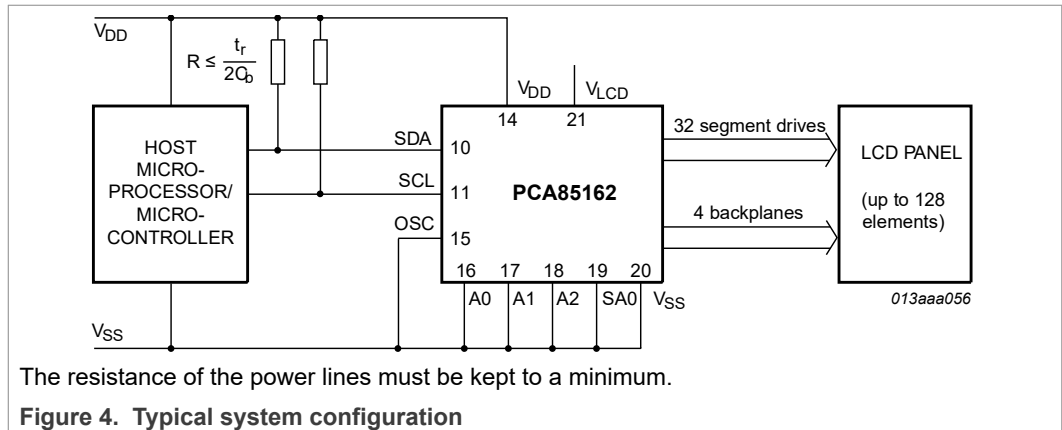 VDD
R ≤ tr
2Cb
VDD
VLCD
14
21
HOST
MICRO-
PROCESSOR/
MICRO-
CONTROLLER
SDA
10
SCL
11
OSC
15
PCA85162
16 17 18 19 20
A0 A1 A2 SA0 VSS
32 segment drives
4 backplanes
LCD PANEL
(up to 128
elements)
013aaa056
VSS
The resistance of the power lines must be kept to a minimum.
Figure 4. Typical system configuration